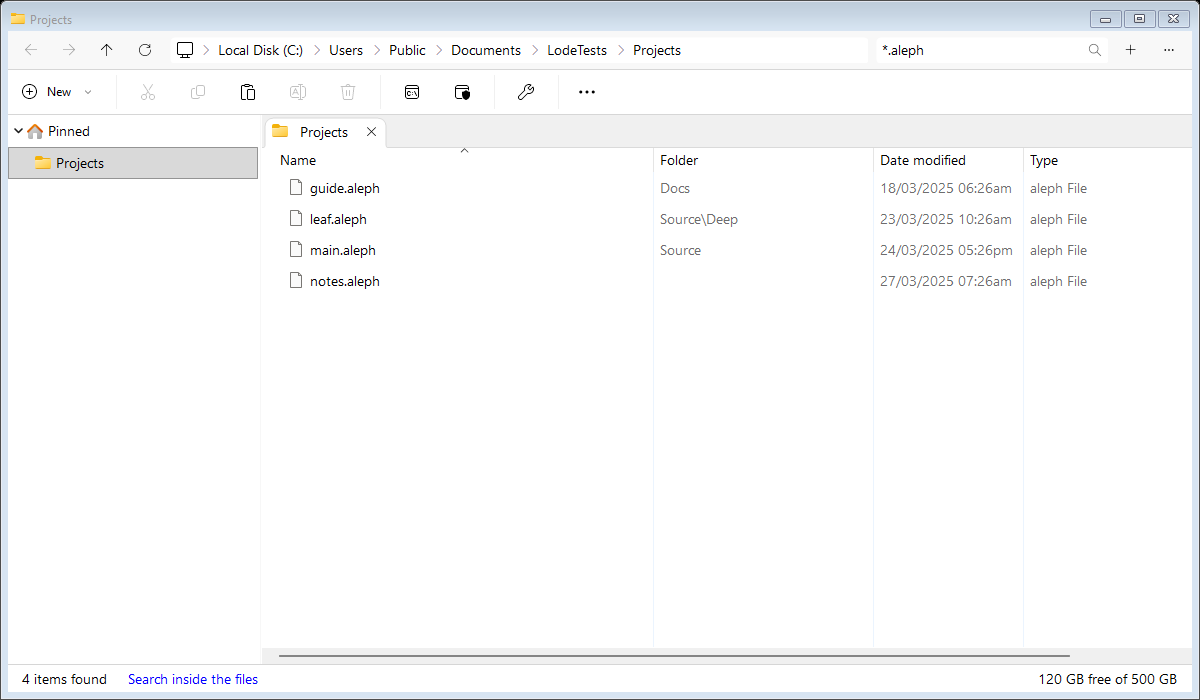 Projects
Local Disk (C:) Users Public Documents LodeTests Projects *.aleph
New
Pinned
Projects
Projects
Name Folder Date modified Type
guide.aleph Docs 18/03/2025 06:26am aleph File
leaf.aleph Source\Deep 23/03/2025 10:26am aleph File
main.aleph Source 24/03/2025 05:26pm aleph File
notes.aleph 27/03/2025 07:26am aleph File
4 items found Search inside the files 120 GB free of 500 GB